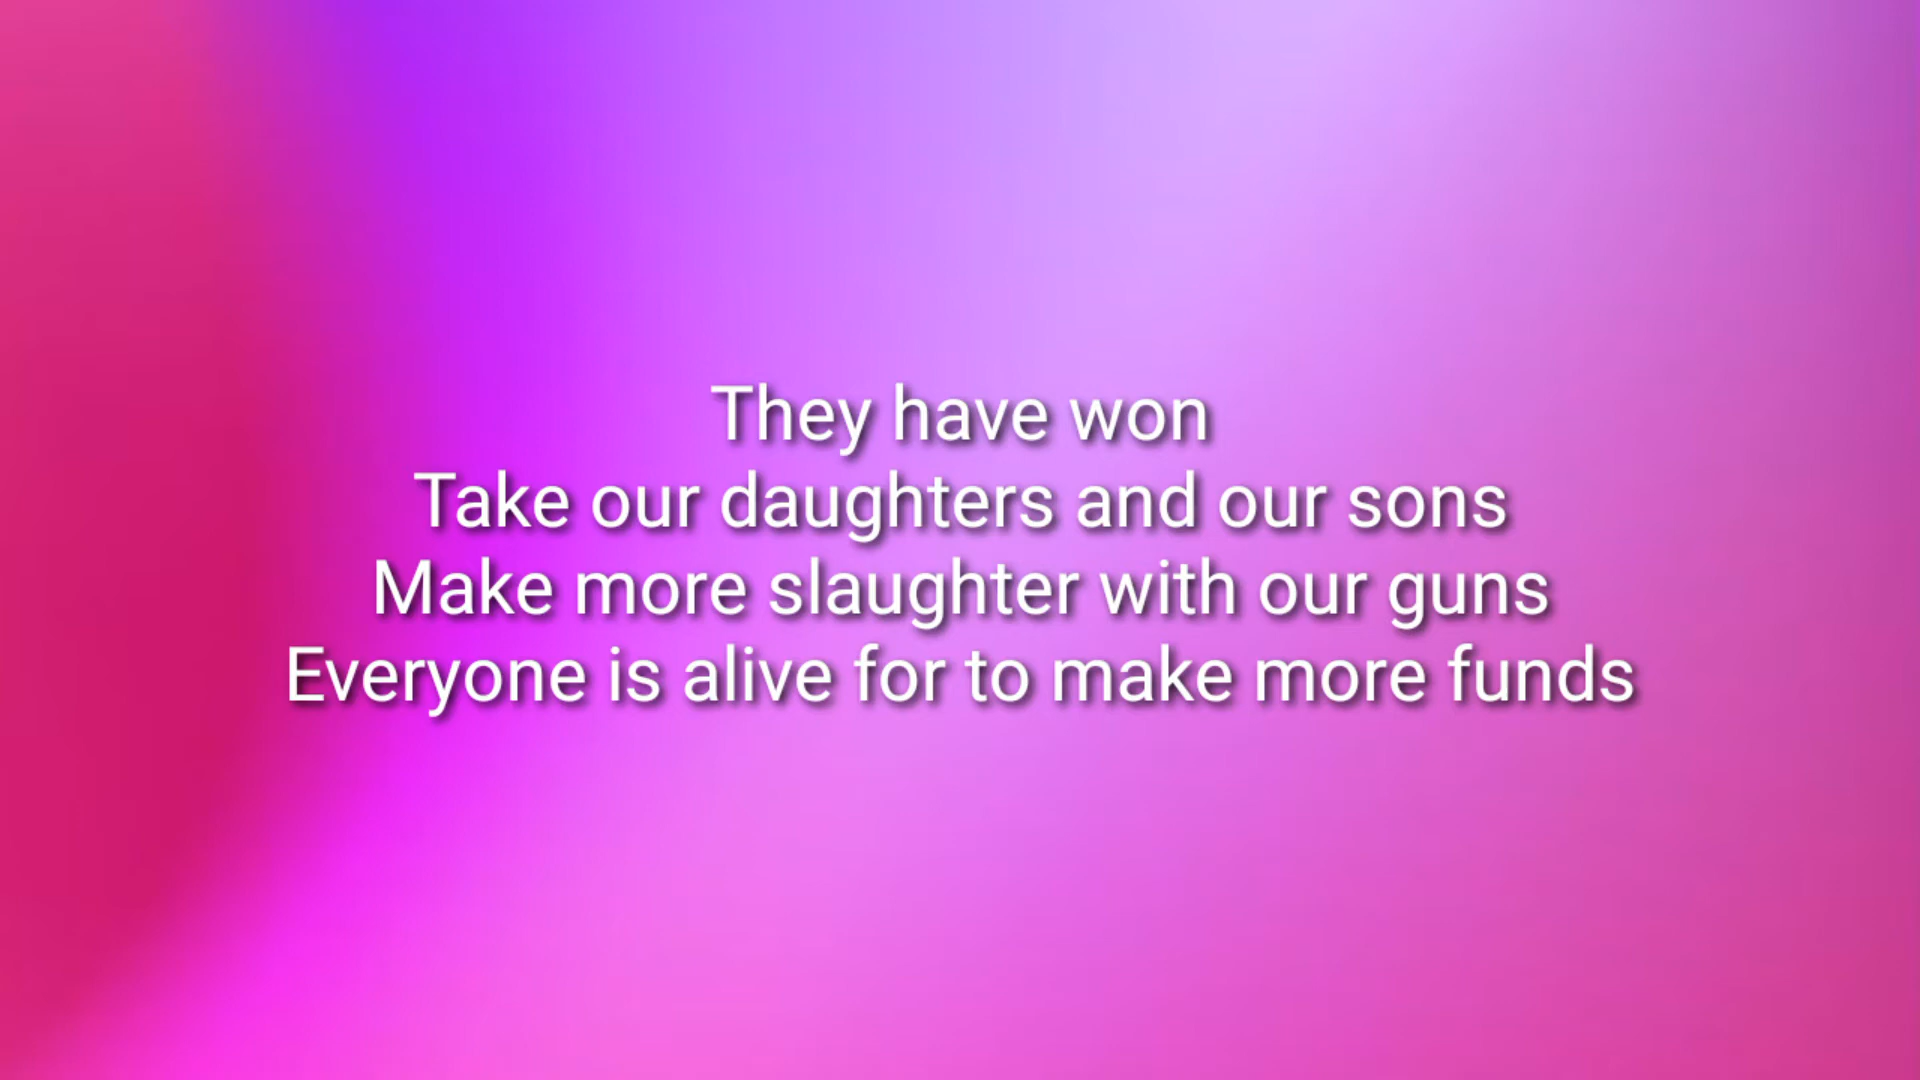 They have won
Take our daughters and our sons
Make more slaughter with our guns
Everyone is alive for to make more funds